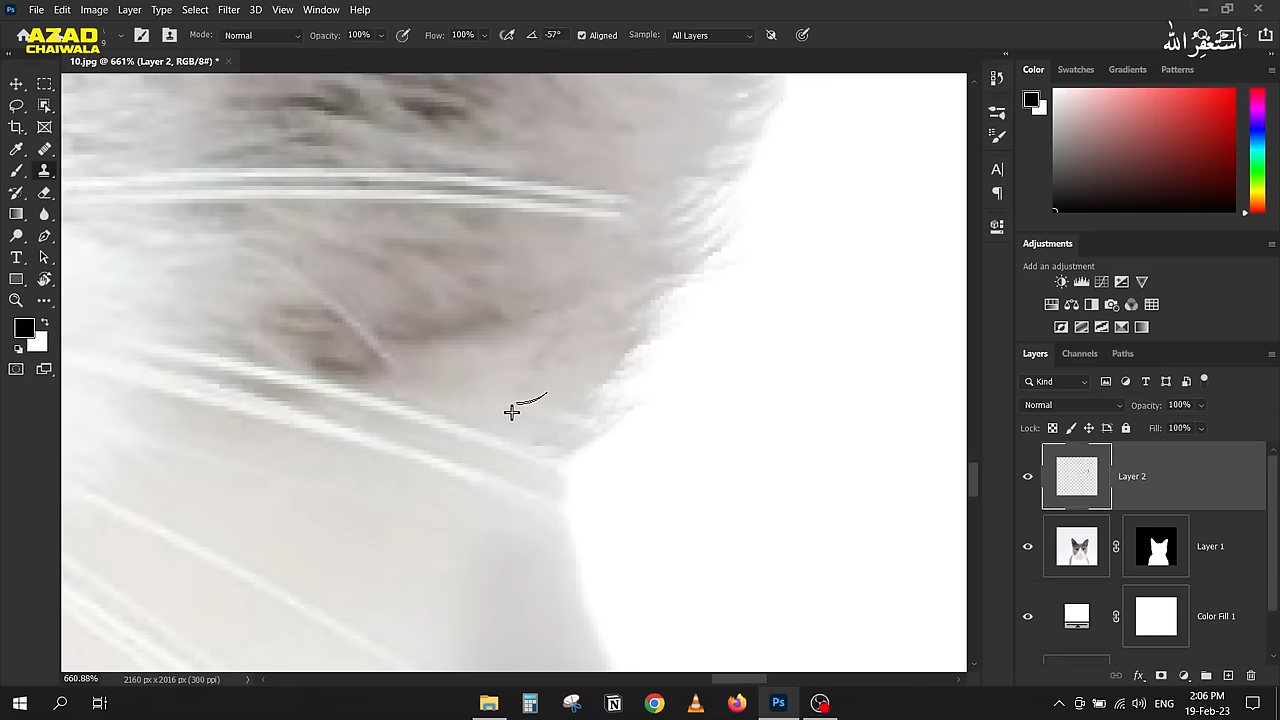 File Edit Image Layer Type Select Filter 3D View Window Help
AZAD
CHAIWALA
Mode: Normal Opacity: 100% Flow: 100% -57° Aligned Sample: All Layers
أستغفر الله
10.jpg @ 661% (Layer 2, RGB/8#) *
Color Swatches Gradients Patterns
Adjustments
Add an adjustment
Layers Channels Paths
Kind
Normal Opacity: 100%
Lock: Fill: 100%
Layer 2
Layer 1
Color Fill 1
660.88% 2160 px x 2016 px (300 ppi)
ENG
2:06 PM
19-Feb-23